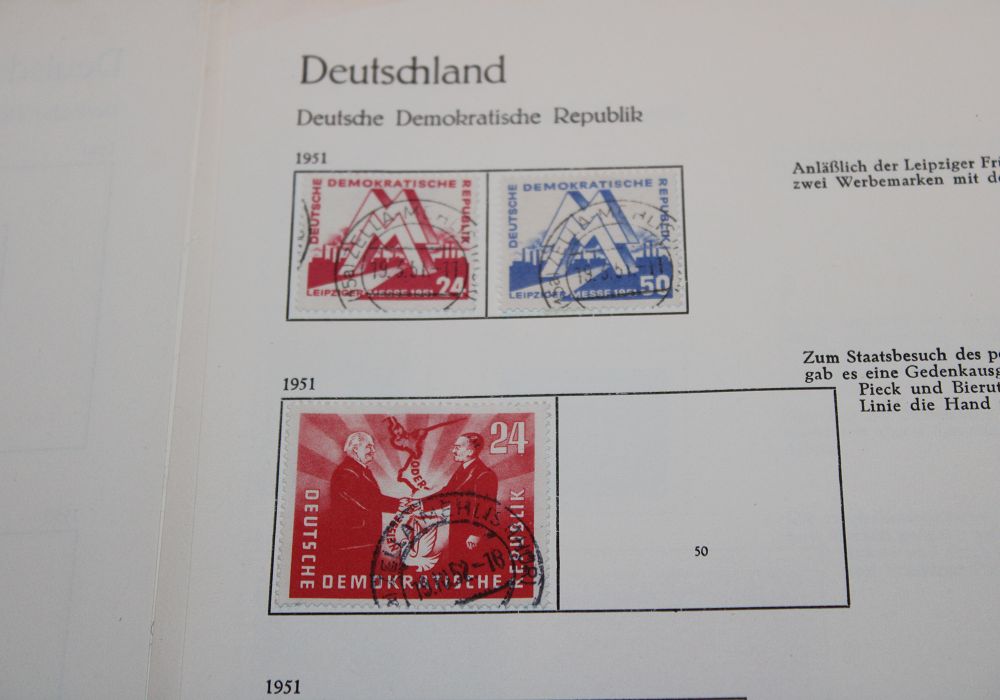 Deutschland
Deutsche Demokratische Republik
1951
Anläßlich der Leipziger
zwei Werbemarken mit
DEUTSCHE DEMOKRATISCHE REPUBLIK
24
LEIPZIGER MESSE 1951
DEUTSCHE DEMOKRATISCHE REPUBLIK
50
LEIPZIGER MESSE 1951
1951
Zum Staatsbesuch des
gab es eine
Pieck und Bierut
Linie die Hand
24
ODER
DEUTSCHE
DEMOKRATISCHE
REPUBLIK
50
1951